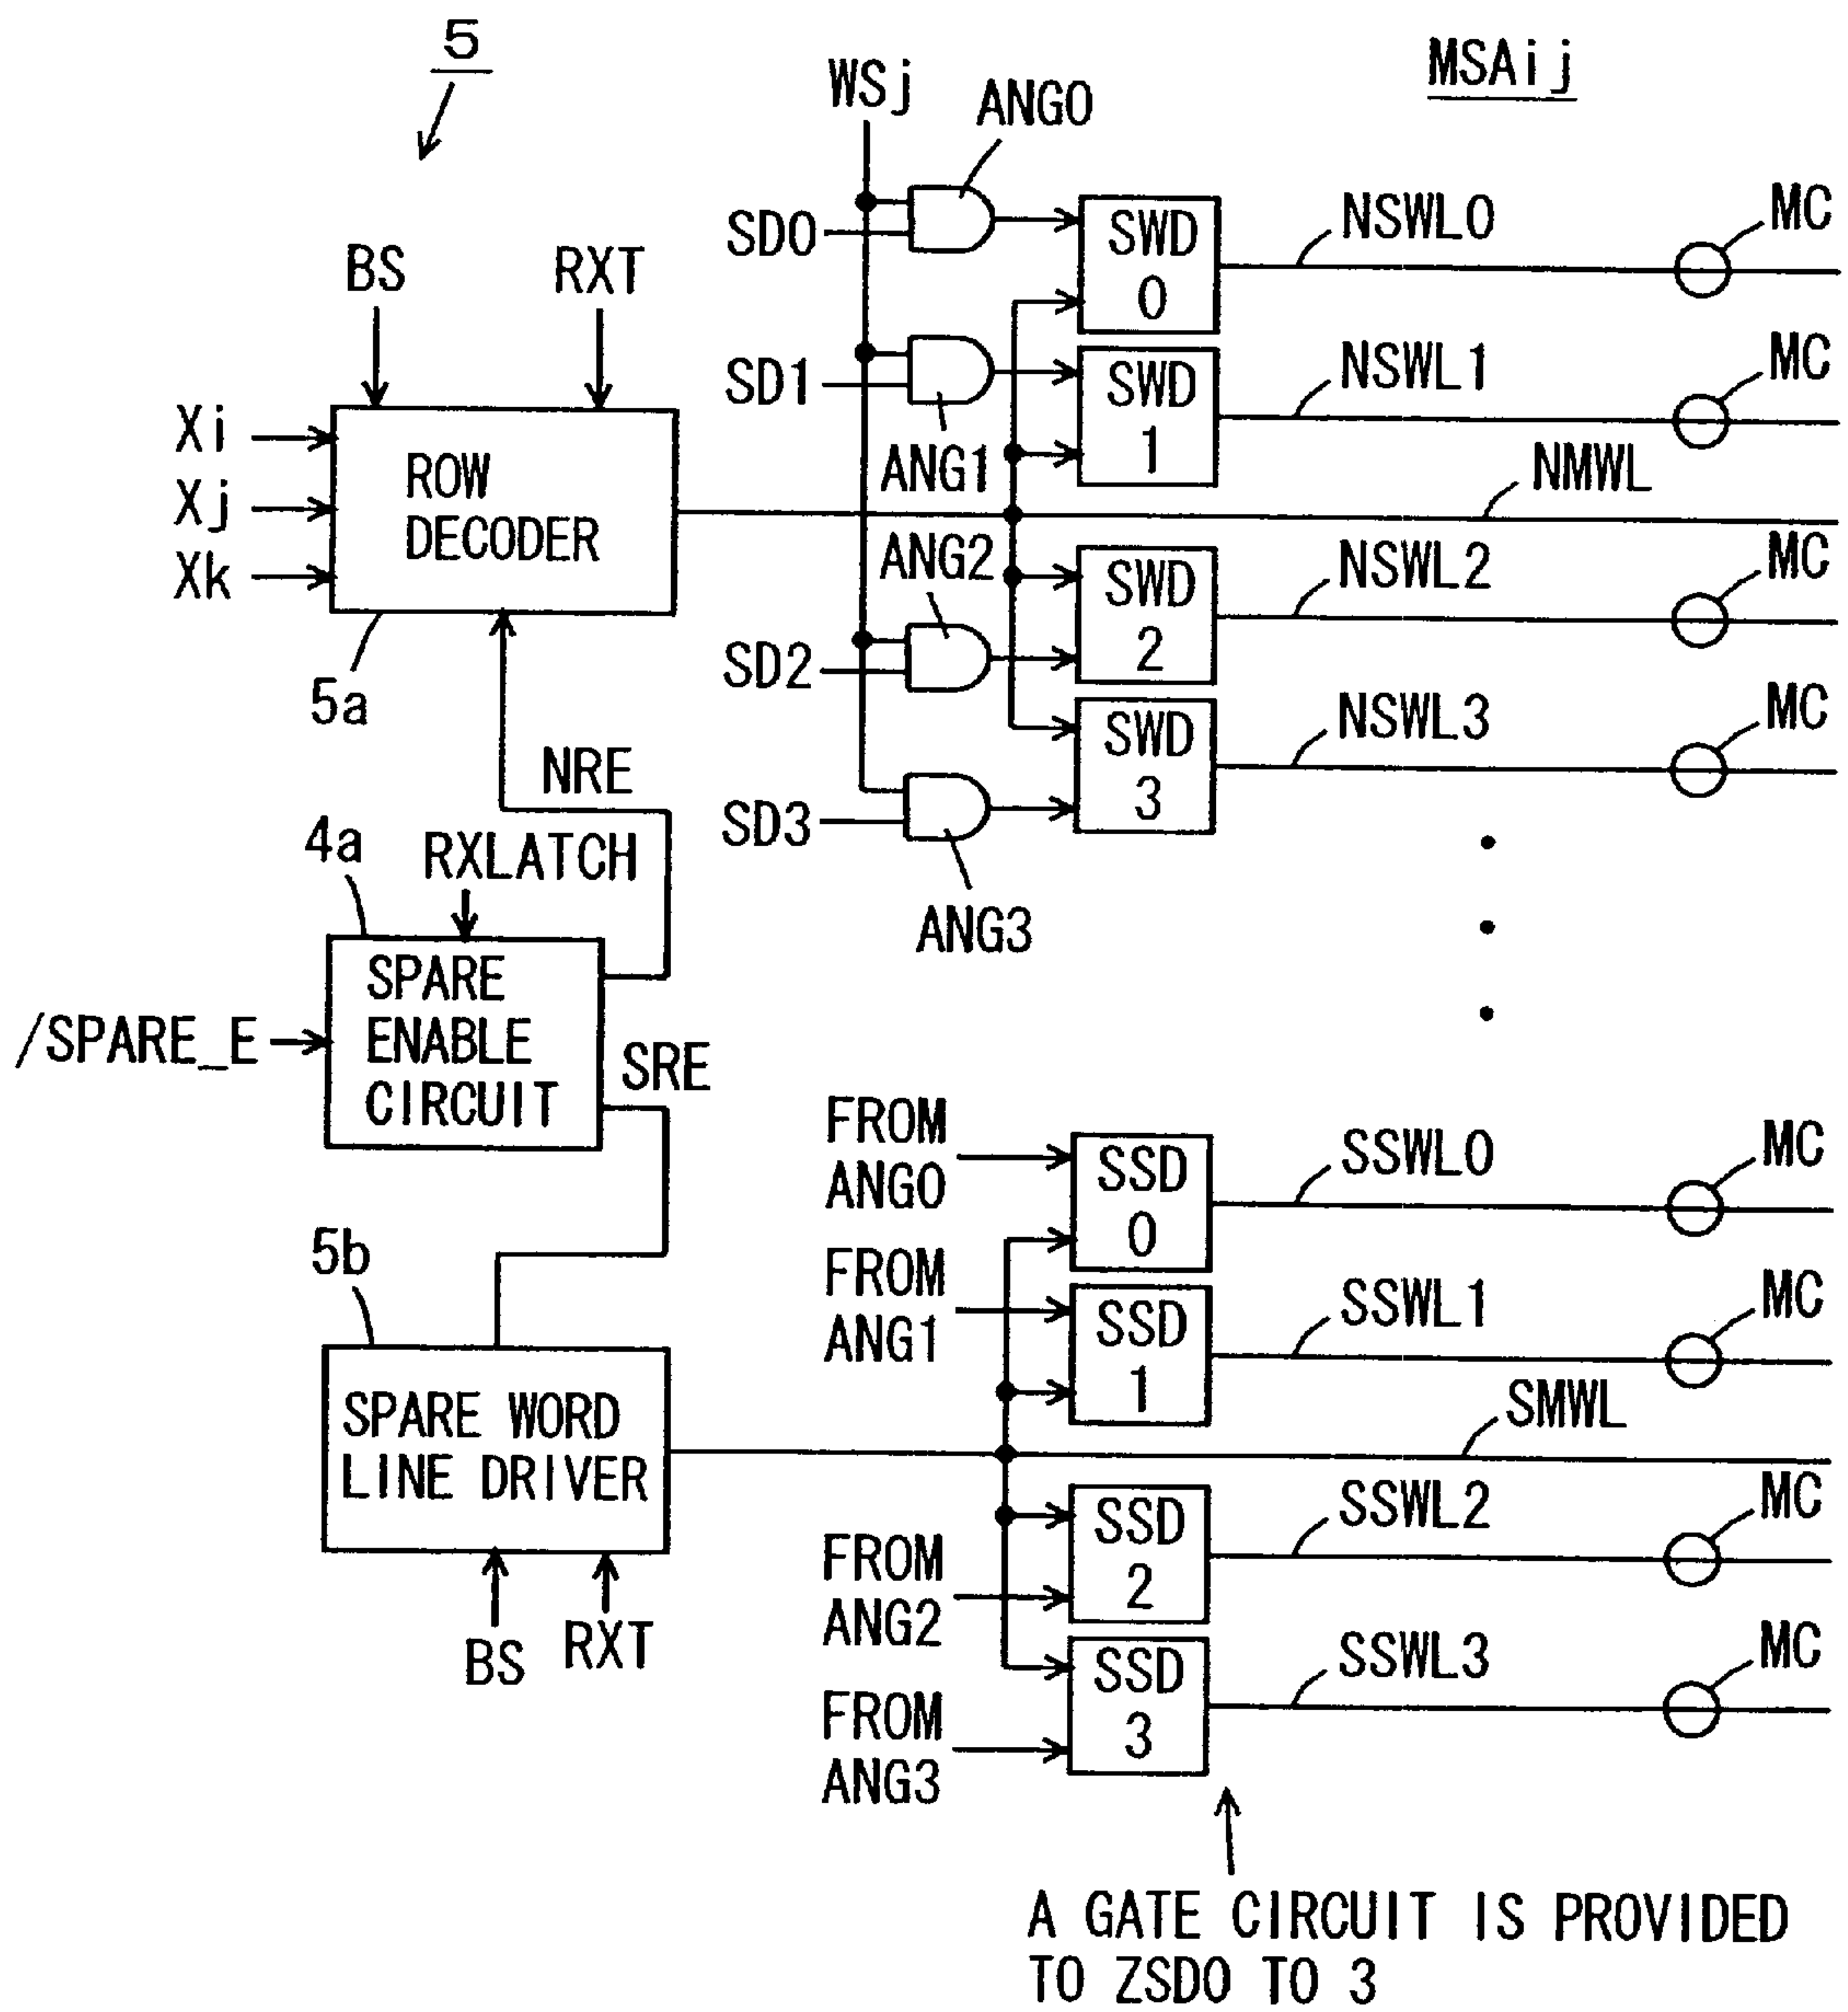 5
WSj
ANG0
MSAij
SD0
SWD
0
NSWL0
MC
BS
RXT
SD1
SWD
1
NSWL1
MC
Xi
Xj
Xk
ROW
DECODER
ANG1
NMWL
ANG2
5a
SD2
SWD
2
NSWL2
MC
NRE
SD3
SWD
3
NSWL3
MC
4a
RXLATCH
ANG3
/SPARE_E
SPARE
ENABLE
CIRCUIT
SRE
FROM
ANG0
SSD
0
SSWL0
MC
5b
FROM
ANG1
SSD
1
SSWL1
MC
SPARE WORD
LINE DRIVER
SMWL
FROM
ANG2
SSD
2
SSWL2
MC
BS
RXT
FROM
ANG3
SSD
3
SSWL3
MC
A GATE CIRCUIT IS PROVIDED
TO ZSD0 TO 3